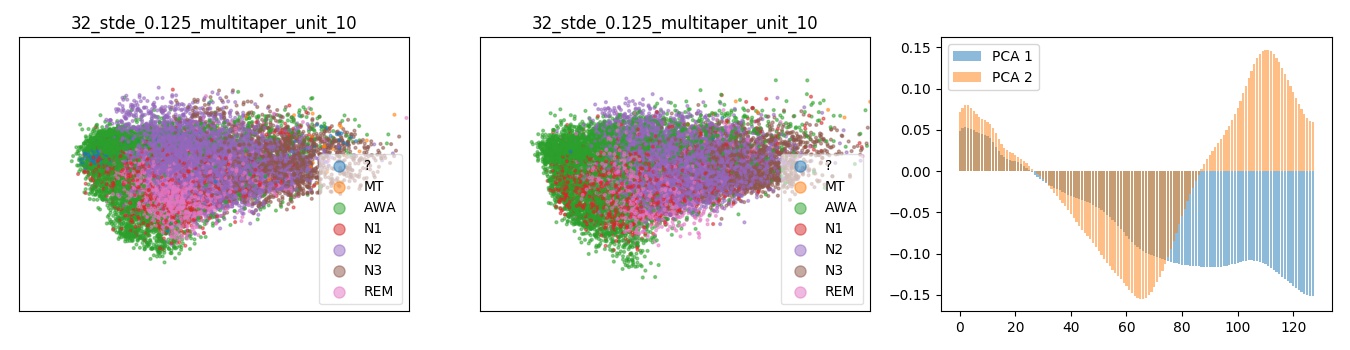 32_stde_0.125_multitaper_unit_10
?
MT
AWA
N1
N2
N3
REM
32_stde_0.125_multitaper_unit_10
?
MT
AWA
N1
N2
N3
REM
PCA 1
PCA 2
0.15
0.10
0.05
0.00
−0.05
−0.10
−0.15
0 20 40 60 80 100 120